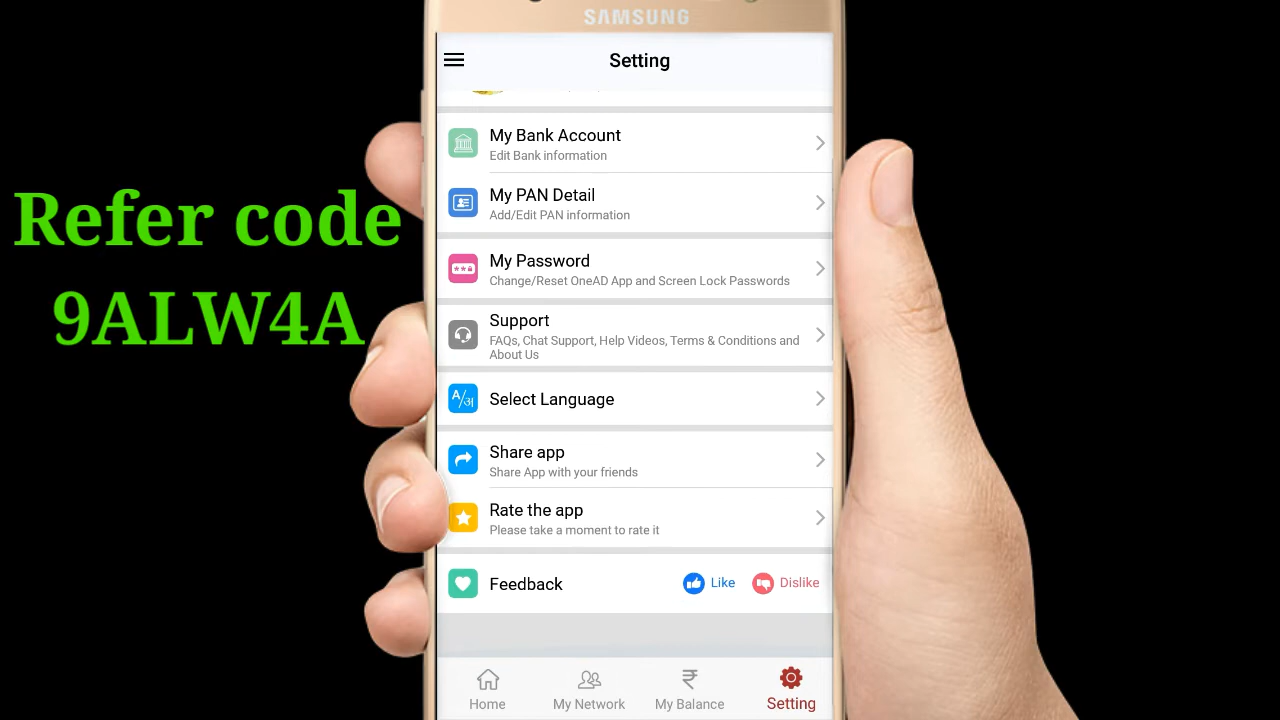 SAMSUNG
Setting
Refer code
9ALW4A
My Bank Account
Edit Bank information
My PAN Detail
Add/Edit PAN information
My Password
Change/Reset OneAD App and Screen Lock Passwords
Support
FAQs, Chat Support, Help Videos, Terms & Conditions and
About Us
A/अ
Select Language
Share app
Share App with your friends
Rate the app
Please take a moment to rate it
Feedback
Like
Dislike
₹
Home
My Network
My Balance
Setting